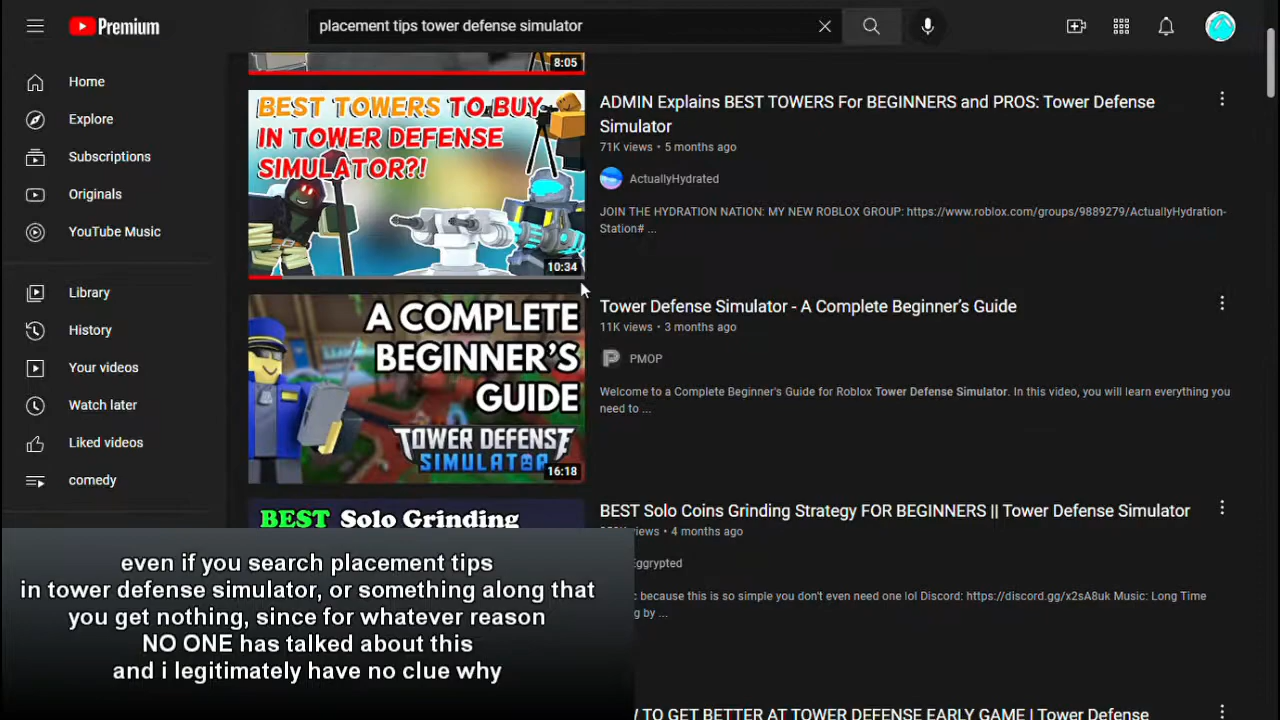 Premium
placement tips tower defense simulator
8:05
Home
Explore
Subscriptions
Originals
YouTube Music
Library
History
Your videos
Watch later
Liked videos
comedy
BEST TOWERS TO BUY
IN TOWER DEFENSE
SIMULATOR?!
10:34
ADMIN Explains BEST TOWERS For BEGINNERS and PROS: Tower Defense
Simulator
71K views • 5 months ago
ActuallyHydrated
JOIN THE HYDRATION NATION: MY NEW ROBLOX GROUP: https://www.roblox.com/groups/9889279/ActuallyHydration-
Station# ...
A COMPLETE
BEGINNER'S
GUIDE
TOWER DEFENSE
SIMULATOR
16:18
Tower Defense Simulator - A Complete Beginner's Guide
11K views • 3 months ago
PMOP
Welcome to a Complete Beginner's Guide for Roblox Tower Defense Simulator. In this video, you will learn everything you
need to ...
BEST Solo Grinding
BEST Solo Coins Grinding Strategy FOR BEGINNERS || Tower Defense Simulator
views • 4 months ago
Eggrypted
because this is so simple you don't even need one lol Discord: https://discord.gg/x2sA8uk Music: Long Time
by ...
TO GET BETTER AT TOWER DEFENSE EARLY GAME | Tower Defense
even if you search placement tips
in tower defense simulator, or something along that
you get nothing, since for whatever reason
NO ONE has talked about this
and i legitimately have no clue why